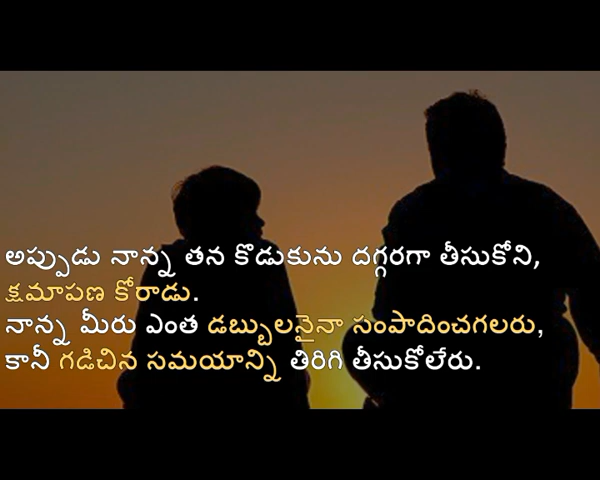 అప్పుడు నాన్న తన కొడుకును దగ్గరగా తీసుకోని,
క్షమాపణ కోరాడు.
నాన్న మీరు ఎంత డబ్బులనైనా సంపాదించగలరు,
కానీ గడిచిన సమయాన్ని తిరిగి తీసుకోలేరు.